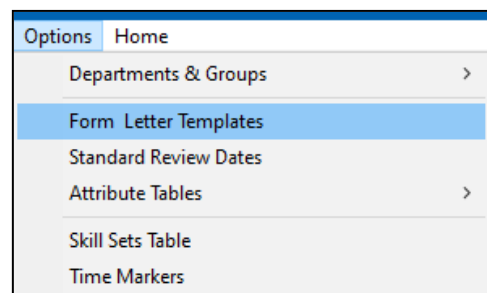 Options Home
Departments & Groups >
Form  Letter Templates
Standard Review Dates
Attribute Tables >
Skill Sets Table
Time Markers